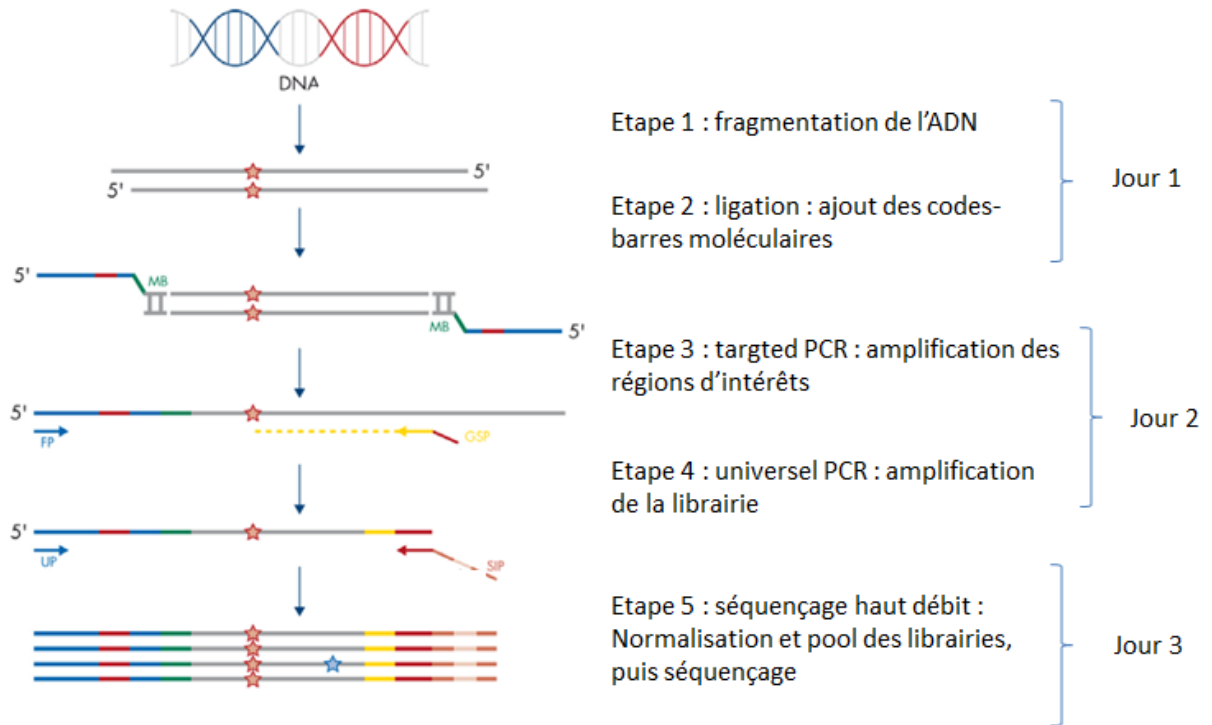 DNA
Etape 1 : fragmentation de l’ADN
5'
5'
Etape 2 : ligation : ajout des codes-
barres moléculaires
Jour 1
5'
MB
MB
5'
Etape 3 : targted PCR : amplification des
régions d’intérêts
5'
FP
GSP
Jour 2
Etape 4 : universel PCR : amplification
de la librairie
5'
UP
SIP
Etape 5 : séquençage haut débit :
Normalisation et pool des librairies,
puis séquençage
Jour 3